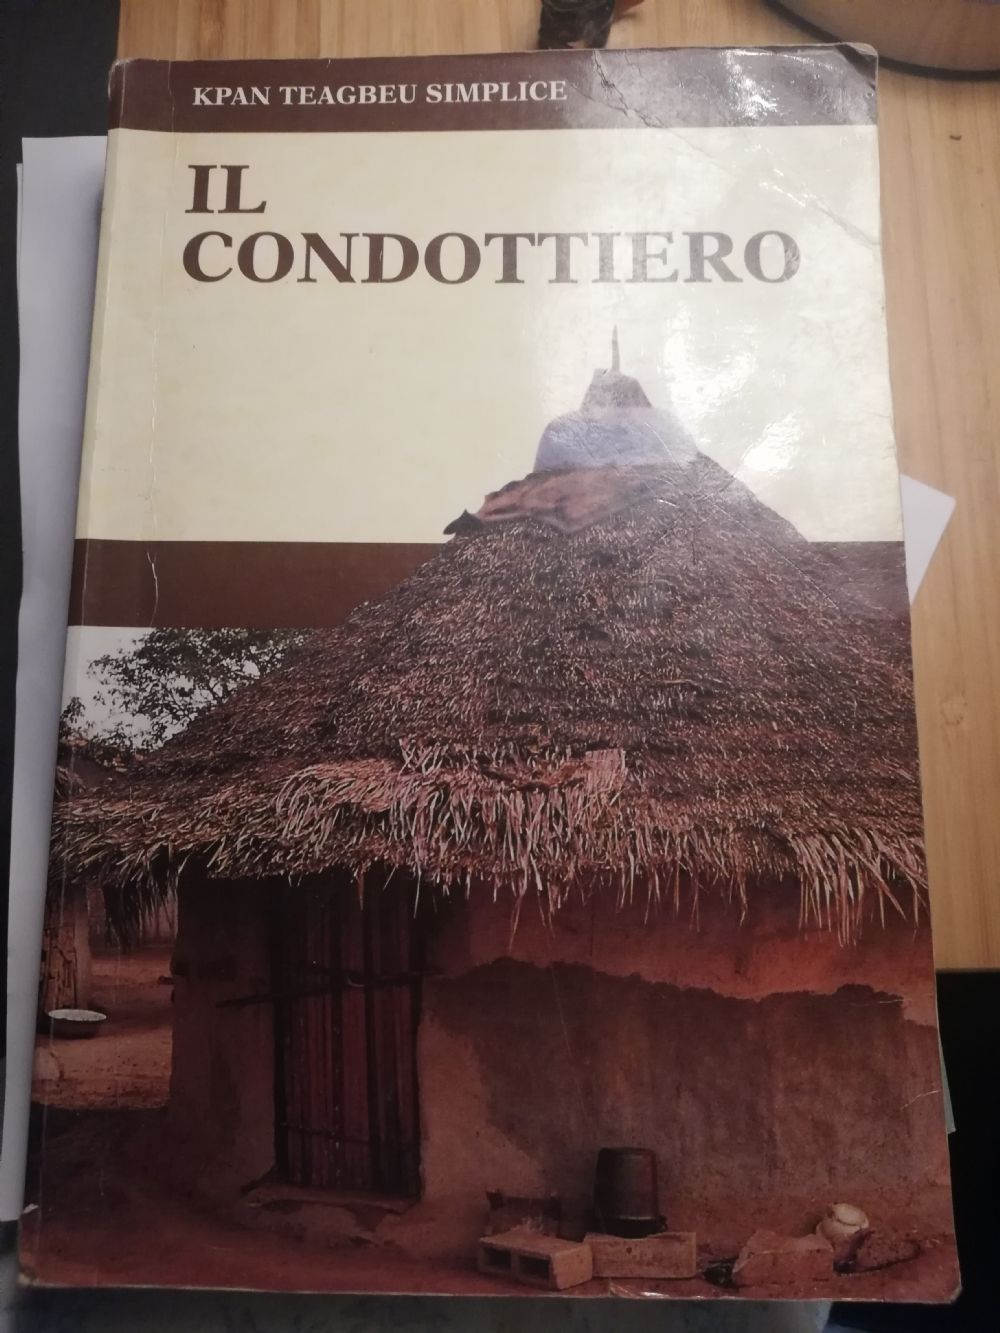 KPAN TEAGBEU SIMPLICE
IL
CONDOTTIERO